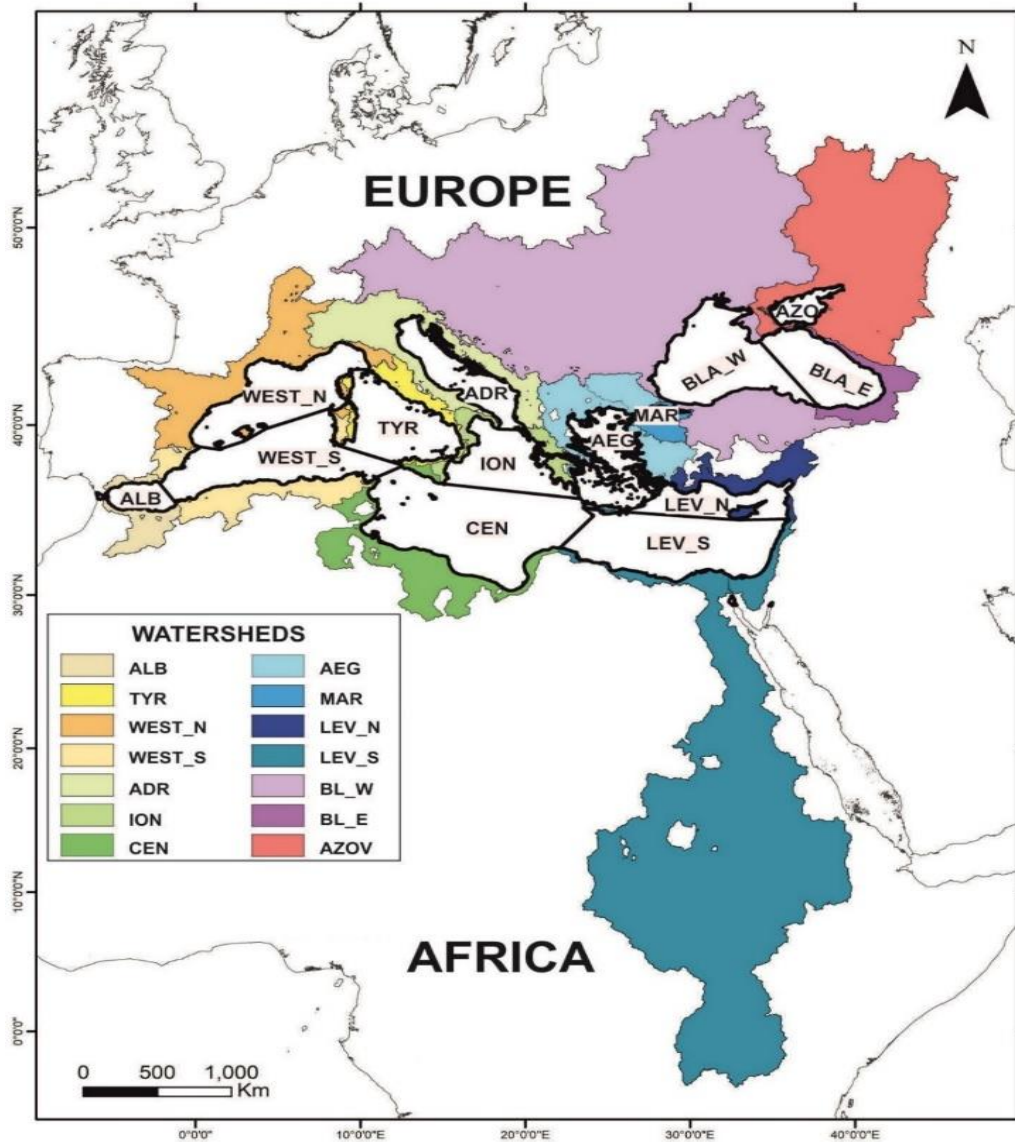 N
EUROPE
50°0'0"N
40°0'0"N
30°0'0"N
20°0'0"N
10°0'0"N
0°0'0"
AZO
BLA_W
BLA_E
WEST_N
ADR
MAR
TYR
AEG
WEST_S
ION
ALB
LEV_N
CEN
LEV_S
WATERSHEDS
ALB
TYR
WEST_N
WEST_S
ADR
ION
CEN
AEG
MAR
LEV_N
LEV_S
BL_W
BL_E
AZOV
AFRICA
0 500 1,000
Km
0°0'0" 10°0'0"E 20°0'0"E 30°0'0"E 40°0'0"E